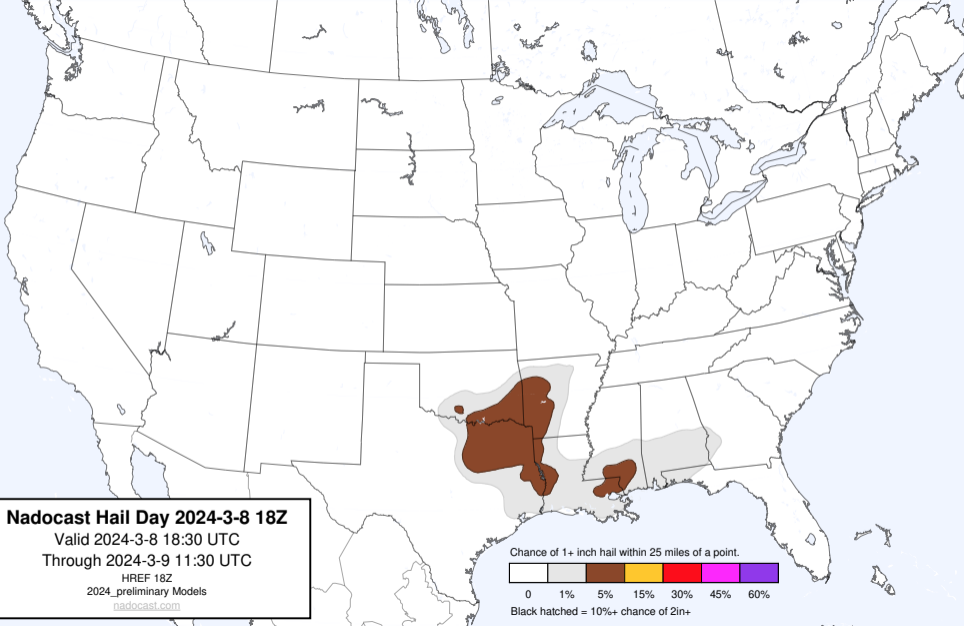 Nadocast Hail Day 2024-3-8 18Z
Valid 2024-3-8 18:30 UTC
Through 2024-3-9 11:30 UTC
HREF 18Z
2024_preliminary Models
nadocast.com
Chance of 1+ inch hail within 25 miles of a point.
0 1% 5% 15% 30% 45% 60%
Black hatched = 10%+ chance of 2in+